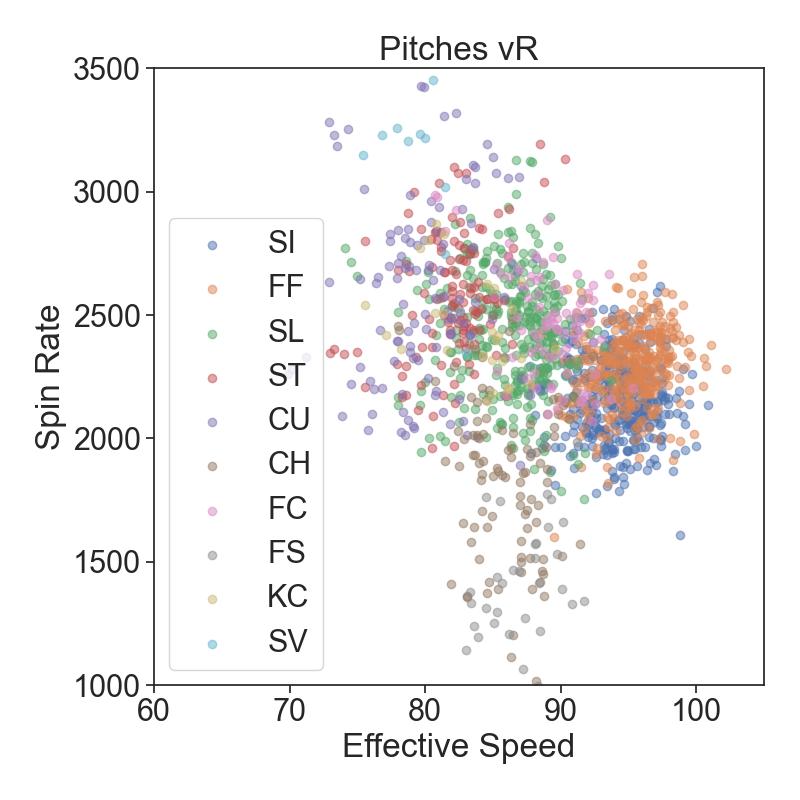 Pitches vR
3500
3000
2500
2000
1500
1000
Spin Rate
SI
FF
SL
ST
CU
CH
FC
FS
KC
SV
60 70 80 90 100
Effective Speed